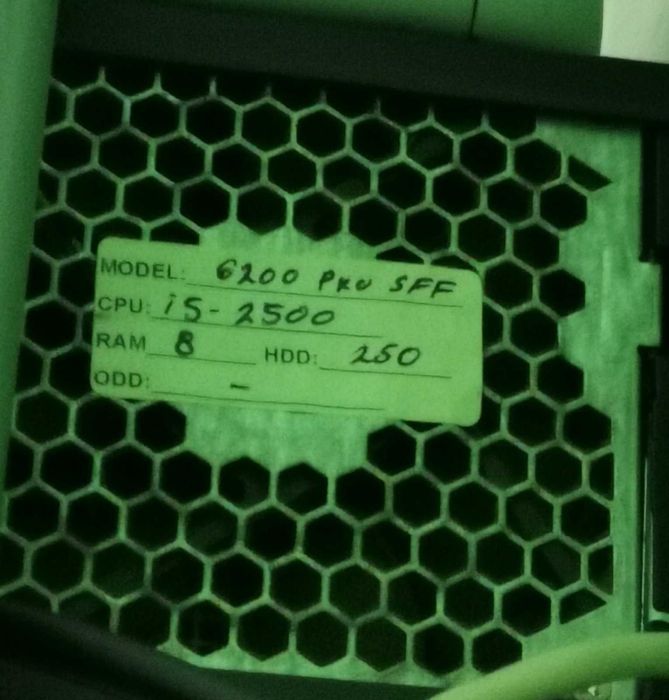 MODEL: 6200 Pro SFF
CPU: i5-2500
RAM 8 HDD: 250
ODD: -